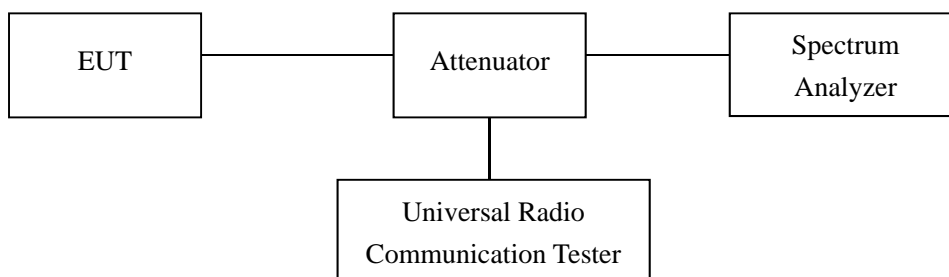 EUT
Attenuator
Spectrum
Analyzer
Universal Radio
Communication Tester